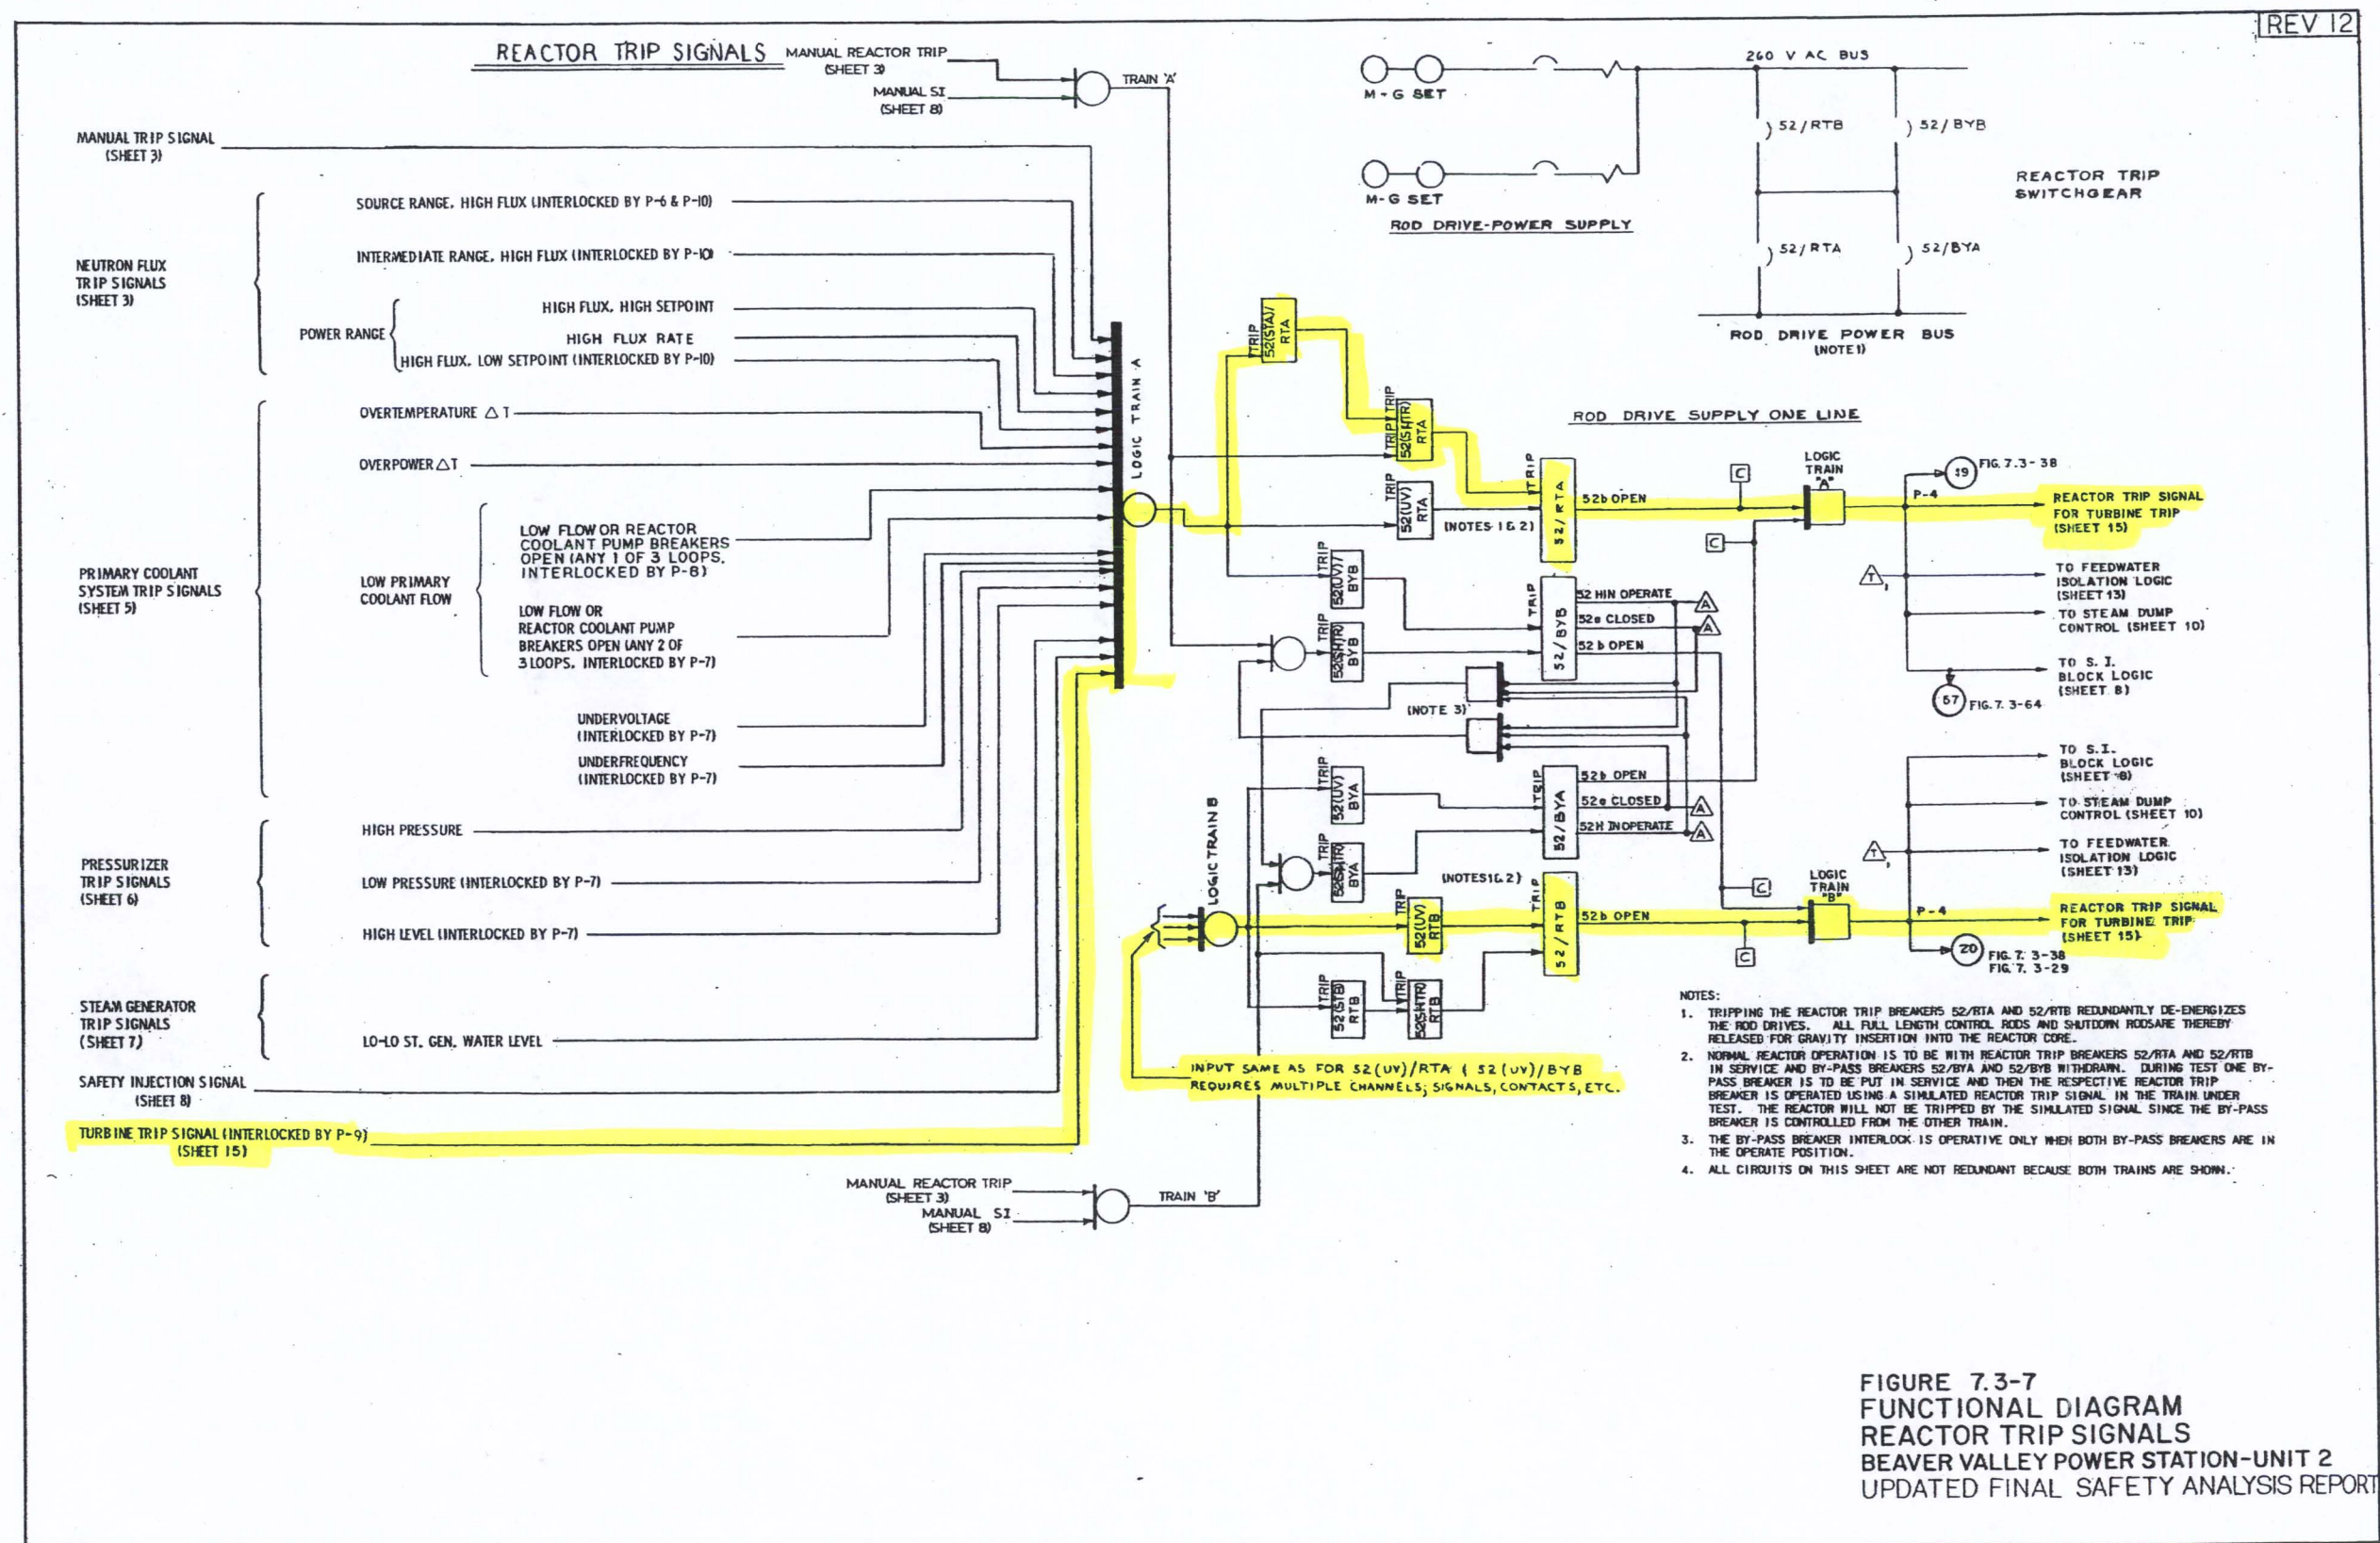 REV 12
REACTOR TRIP SIGNALS
MANUAL REACTOR TRIP
(SHEET 3)
MANUAL SI
(SHEET 8)
TRAIN 'A'
MANUAL TRIP SIGNAL
(SHEET 3)
NEUTRON FLUX
TRIP SIGNALS
(SHEET 3)
SOURCE RANGE, HIGH FLUX (INTERLOCKED BY P-6 & P-10)
INTERMEDIATE RANGE, HIGH FLUX (INTERLOCKED BY P-10)
POWER RANGE
HIGH FLUX, HIGH SETPOINT
HIGH FLUX RATE
HIGH FLUX, LOW SETPOINT (INTERLOCKED BY P-10)
PRIMARY COOLANT
SYSTEM TRIP SIGNALS
(SHEET 5)
OVERTEMPERATURE △ T
OVERPOWER △T
LOW PRIMARY
COOLANT FLOW
LOW FLOW OR REACTOR
COOLANT PUMP BREAKERS
OPEN (ANY 1 OF 3 LOOPS,
INTERLOCKED BY P-8)
LOW FLOW OR
REACTOR COOLANT PUMP
BREAKERS OPEN (ANY 2 OF
3 LOOPS, INTERLOCKED BY P-7)
UNDERVOLTAGE
(INTERLOCKED BY P-7)
UNDERFREQUENCY
(INTERLOCKED BY P-7)
PRESSURIZER
TRIP SIGNALS
(SHEET 6)
HIGH PRESSURE
LOW PRESSURE (INTERLOCKED BY P-7)
HIGH LEVEL (INTERLOCKED BY P-7)
STEAM GENERATOR
TRIP SIGNALS
(SHEET 7)
LO-LO ST. GEN. WATER LEVEL
SAFETY INJECTION SIGNAL
(SHEET 8)
TURBINE TRIP SIGNAL (INTERLOCKED BY P-9)
(SHEET 15)
MANUAL REACTOR TRIP
(SHEET 3)
MANUAL SI
(SHEET 8)
TRAIN 'B'
LOGIC TRAIN A
LOGIC TRAIN B
M-G SET
M-G SET
ROD DRIVE-POWER SUPPLY
260 V AC BUS
52/RTB
52/BYB
52/RTA
52/BYA
REACTOR TRIP
SWITCHGEAR
ROD DRIVE POWER BUS
(NOTE 1)
ROD DRIVE SUPPLY ONE LINE
TRIP
52(STA)/
RTA
TRIP TRIP
52(SHTR)
RTA
TRIP
52(UV)
RTA
(NOTES 1 & 2)
TRIP
52/RTA
52b OPEN
C
C
LOGIC
TRAIN
"A"
P-4
19
FIG. 7.3-38
REACTOR TRIP SIGNAL
FOR TURBINE TRIP
(SHEET 15)
TRIP
52(UV)/
BYB
TRIP
52(SHTR)
BYB
TRIP
52/BYB
52 HIN OPERATE
52a CLOSED
52 b OPEN
A
A
T
TO FEEDWATER
ISOLATION LOGIC
(SHEET 13)
TO STEAM DUMP
CONTROL (SHEET 10)
TO S. I.
BLOCK LOGIC
(SHEET 8)
57
FIG. 7. 3-64
(NOTE 3)
TRIP
52(UV)
BYA
TRIP
52(SHTR)
BYA
TRIP
52/BYA
52b OPEN
52a CLOSED
52H IN OPERATE
A
A
TO S.I.
BLOCK LOGIC
(SHEET 8)
TO STEAM DUMP
CONTROL (SHEET 10)
TO FEEDWATER
ISOLATION LOGIC
(SHEET 13)
T
(NOTES 1 & 2)
TRIP
52(UV)
RTB
TRIP
52/RTB
52b OPEN
C
C
LOGIC
TRAIN
"B"
P-4
REACTOR TRIP SIGNAL
FOR TURBINE TRIP
(SHEET 15)
20
FIG. 7. 3-38
FIG. 7. 3-29
TRIP
52(STB)
RTB
TRIP
52(SHTR)
RTB
INPUT SAME AS FOR 52(UV)/RTA & 52(UV)/BYB
REQUIRES MULTIPLE CHANNELS, SIGNALS, CONTACTS, ETC.
NOTES:
1. TRIPPING THE REACTOR TRIP BREAKERS 52/RTA AND 52/RTB REDUNDANTLY DE-ENERGIZES
THE ROD DRIVES. ALL FULL LENGTH CONTROL RODS AND SHUTDOWN RODSARE THEREBY
RELEASED FOR GRAVITY INSERTION INTO THE REACTOR CORE.
2. NORMAL REACTOR OPERATION IS TO BE WITH REACTOR TRIP BREAKERS 52/RTA AND 52/RTB
IN SERVICE AND BY-PASS BREAKERS 52/BYA AND 52/BYB WITHDRAWN. DURING TEST ONE BY-
PASS BREAKER IS TO BE PUT IN SERVICE AND THEN THE RESPECTIVE REACTOR TRIP
BREAKER IS OPERATED USING A SIMULATED REACTOR TRIP SIGNAL IN THE TRAIN UNDER
TEST. THE REACTOR WILL NOT BE TRIPPED BY THE SIMULATED SIGNAL SINCE THE BY-PASS
BREAKER IS CONTROLLED FROM THE OTHER TRAIN.
3. THE BY-PASS BREAKER INTERLOCK IS OPERATIVE ONLY WHEN BOTH BY-PASS BREAKERS ARE IN
THE OPERATE POSITION.
4. ALL CIRCUITS ON THIS SHEET ARE NOT REDUNDANT BECAUSE BOTH TRAINS ARE SHOWN.
FIGURE 7.3-7
FUNCTIONAL DIAGRAM
REACTOR TRIP SIGNALS
BEAVER VALLEY POWER STATION-UNIT 2
UPDATED FINAL SAFETY ANALYSIS REPORT